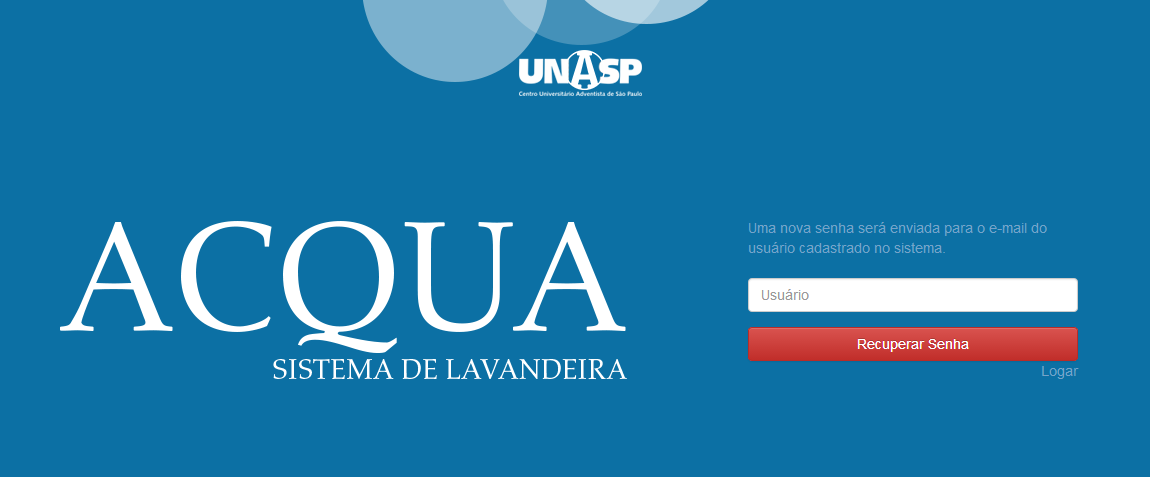 UNASP
Centro Universitário Adventista de São Paulo
ACQUA
SISTEMA DE LAVANDEIRA
Uma nova senha será enviada para o e-mail do
usuário cadastrado no sistema.
Usuário
Recuperar Senha
Logar